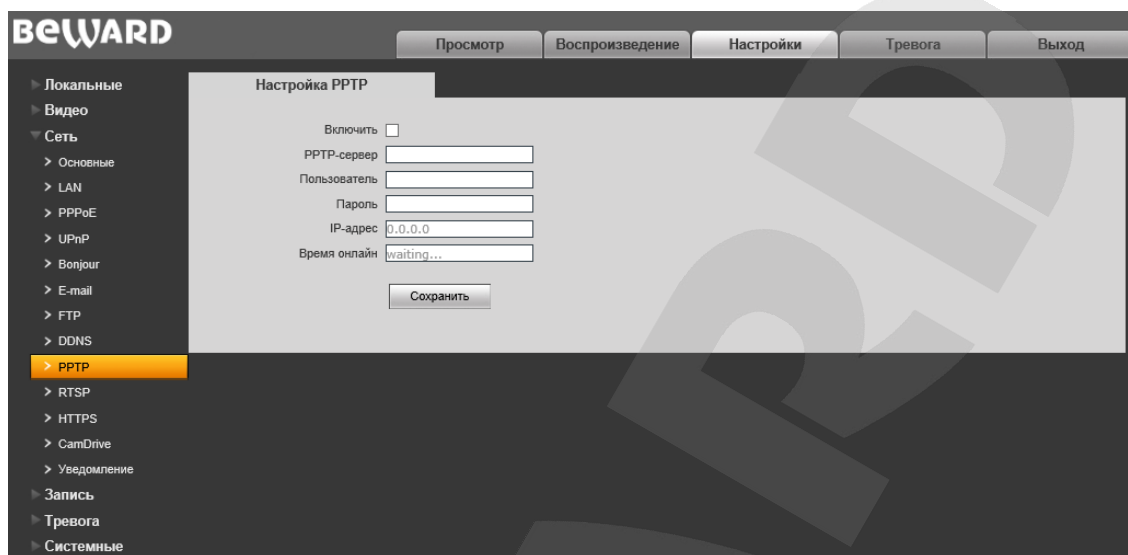 BEWARD
Просмотр
Воспроизведение
Настройки
Тревога
Выход
Локальные
Видео
Сеть
Основные
LAN
PPPoE
UPnP
Bonjour
E-mail
FTP
DDNS
PPTP
RTSP
HTTPS
CamDrive
Уведомление
Запись
Тревога
Системные
Настройка PPTP
Включить
PPTP-сервер
Пользователь
Пароль
IP-адрес 0.0.0.0
Время онлайн waiting...
Сохранить